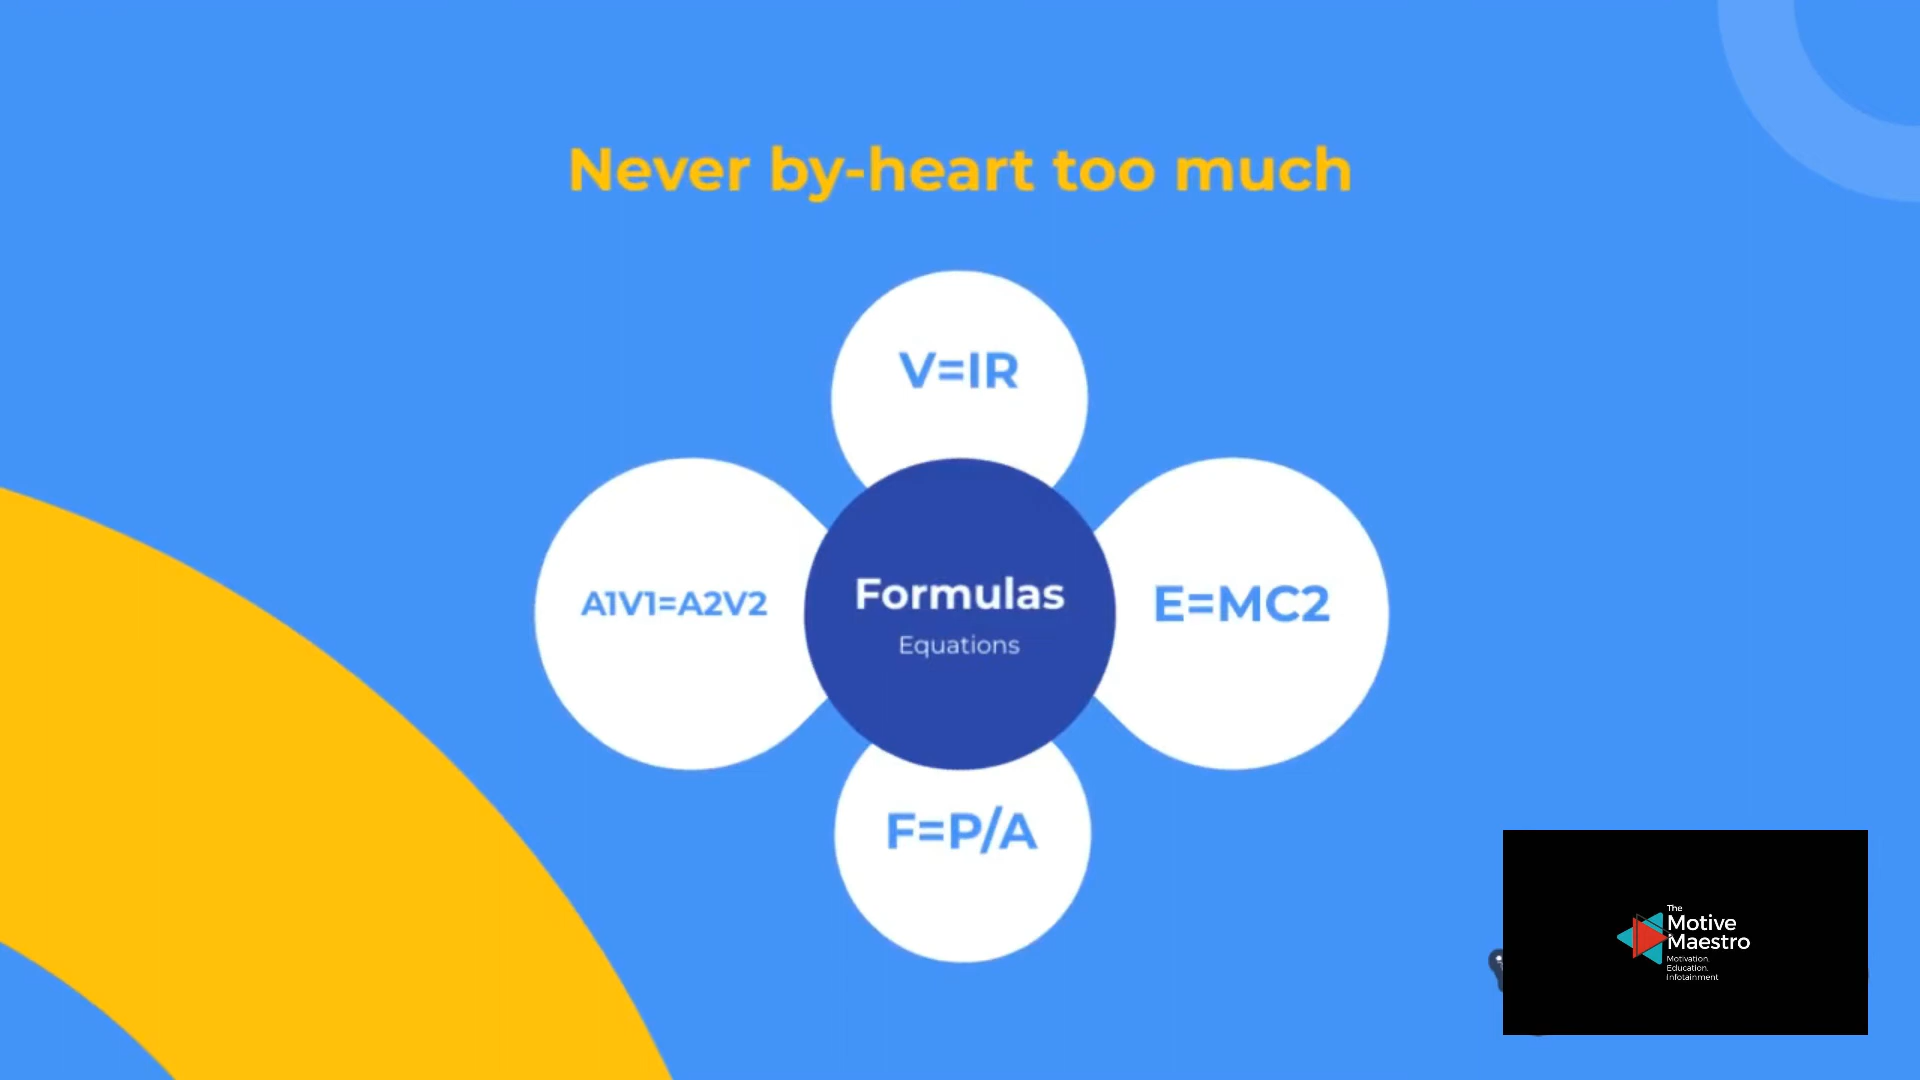 Never by-heart too much
V=IR
A1V1=A2V2
Formulas
Equations
E=MC2
F=P/A
The
Motive
Maestro
Motivation.
Education.
Infotainment